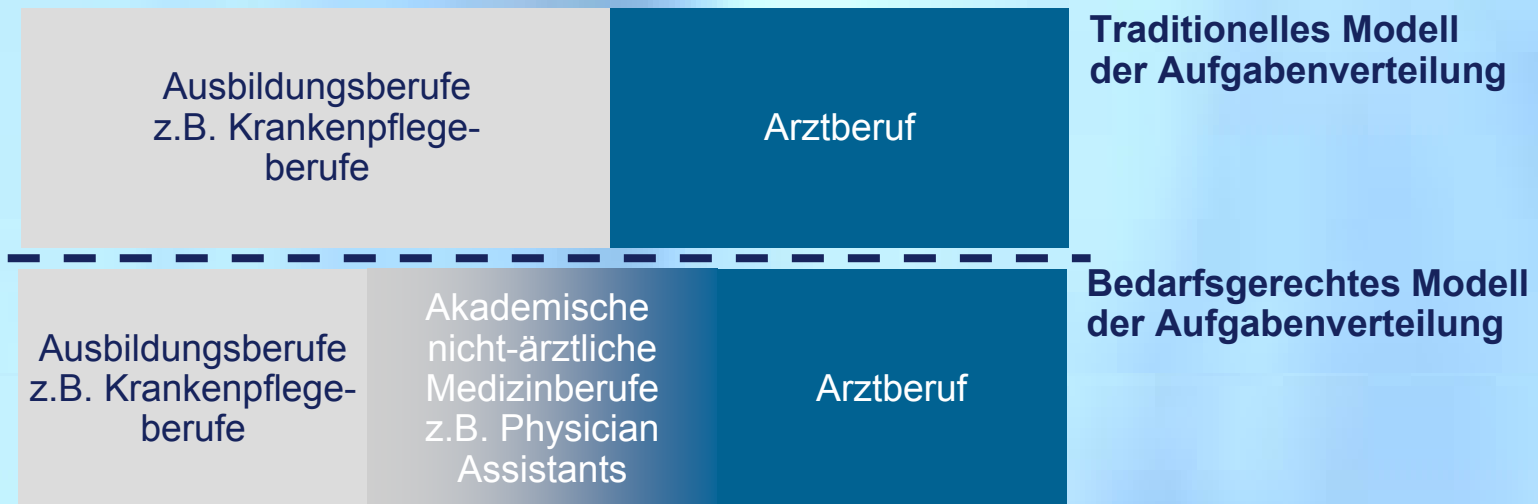 Ausbildungsberufe
z.B. Krankenpflege-
berufe
Arztberuf
Traditionelles Modell
der Aufgabenverteilung
Ausbildungsberufe
z.B. Krankenpflege-
berufe
Akademische
nicht-ärztliche
Medizinberufe
z.B. Physician
Assistants
Arztberuf
Bedarfsgerechtes Modell
der Aufgabenverteilung